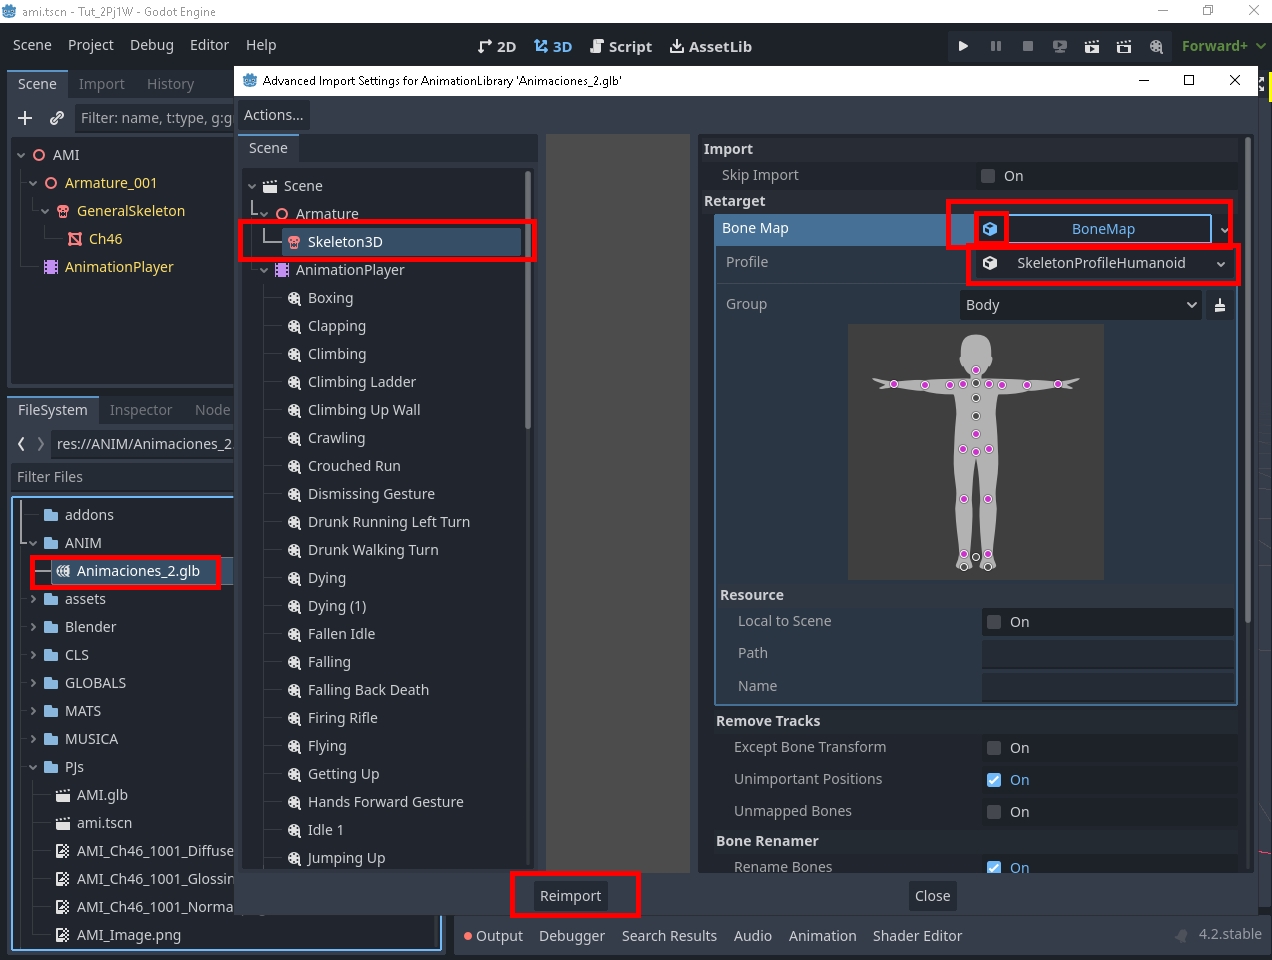 ami.tscn - Tut_2Pj1W - Godot Engine
Scene Project Debug Editor Help
2D 3D Script AssetLib
Forward+
Scene Import History
Filter: name, t:type, g:g
AMI
Armature_001
GeneralSkeleton
Ch46
AnimationPlayer
FileSystem Inspector Node
res://ANIM/Animaciones_2
Filter Files
addons
ANIM
Animaciones_2.glb
assets
Blender
CLS
GLOBALS
MATS
MUSICA
PJs
AMI.glb
ami.tscn
AMI_Ch46_1001_Diffuse
AMI_Ch46_1001_Glossin
AMI_Ch46_1001_Norma
AMI_Image.png
Advanced Import Settings for AnimationLibrary 'Animaciones_2.glb'
Actions...
Scene
Scene
Armature
Skeleton3D
AnimationPlayer
Boxing
Clapping
Climbing
Climbing Ladder
Climbing Up Wall
Crawling
Crouched Run
Dismissing Gesture
Drunk Running Left Turn
Drunk Walking Turn
Dying
Dying (1)
Fallen Idle
Falling
Falling Back Death
Firing Rifle
Flying
Getting Up
Hands Forward Gesture
Idle 1
Jumping Up
Import
Skip Import On
Retarget
Bone Map BoneMap
Profile SkeletonProfileHumanoid
Group Body
Resource
Local to Scene On
Path
Name
Remove Tracks
Except Bone Transform On
Unimportant Positions On
Unmapped Bones On
Bone Renamer
Rename Bones On
Reimport Close
Output Debugger Search Results Audio Animation Shader Editor
4.2.stable